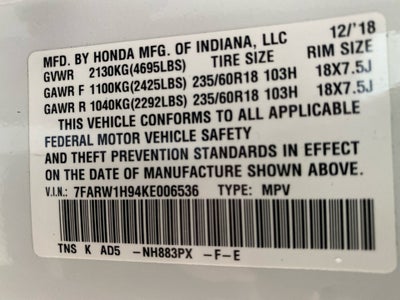 MFD. BY HONDA MFG. OF INDIANA, LLC 12/'18
GVWR 2130KG(4695LBS) TIRE SIZE RIM SIZE
GAWR F 1100KG(2425LBS) 235/60R18 103H 18X7.5J
GAWR R 1040KG(2292LBS) 235/60R18 103H 18X7.5J
THIS VEHICLE CONFORMS TO ALL APPLICABLE
FEDERAL MOTOR VEHICLE SAFETY
AND THEFT PREVENTION STANDARDS IN EFFECT
ON THE DATE OF MANUFACTURE SHOWN ABOVE.
V.I.N.: 7FARW1H94KE006536 TYPE: MPV
TNS K AD5 -NH883PX -F-E